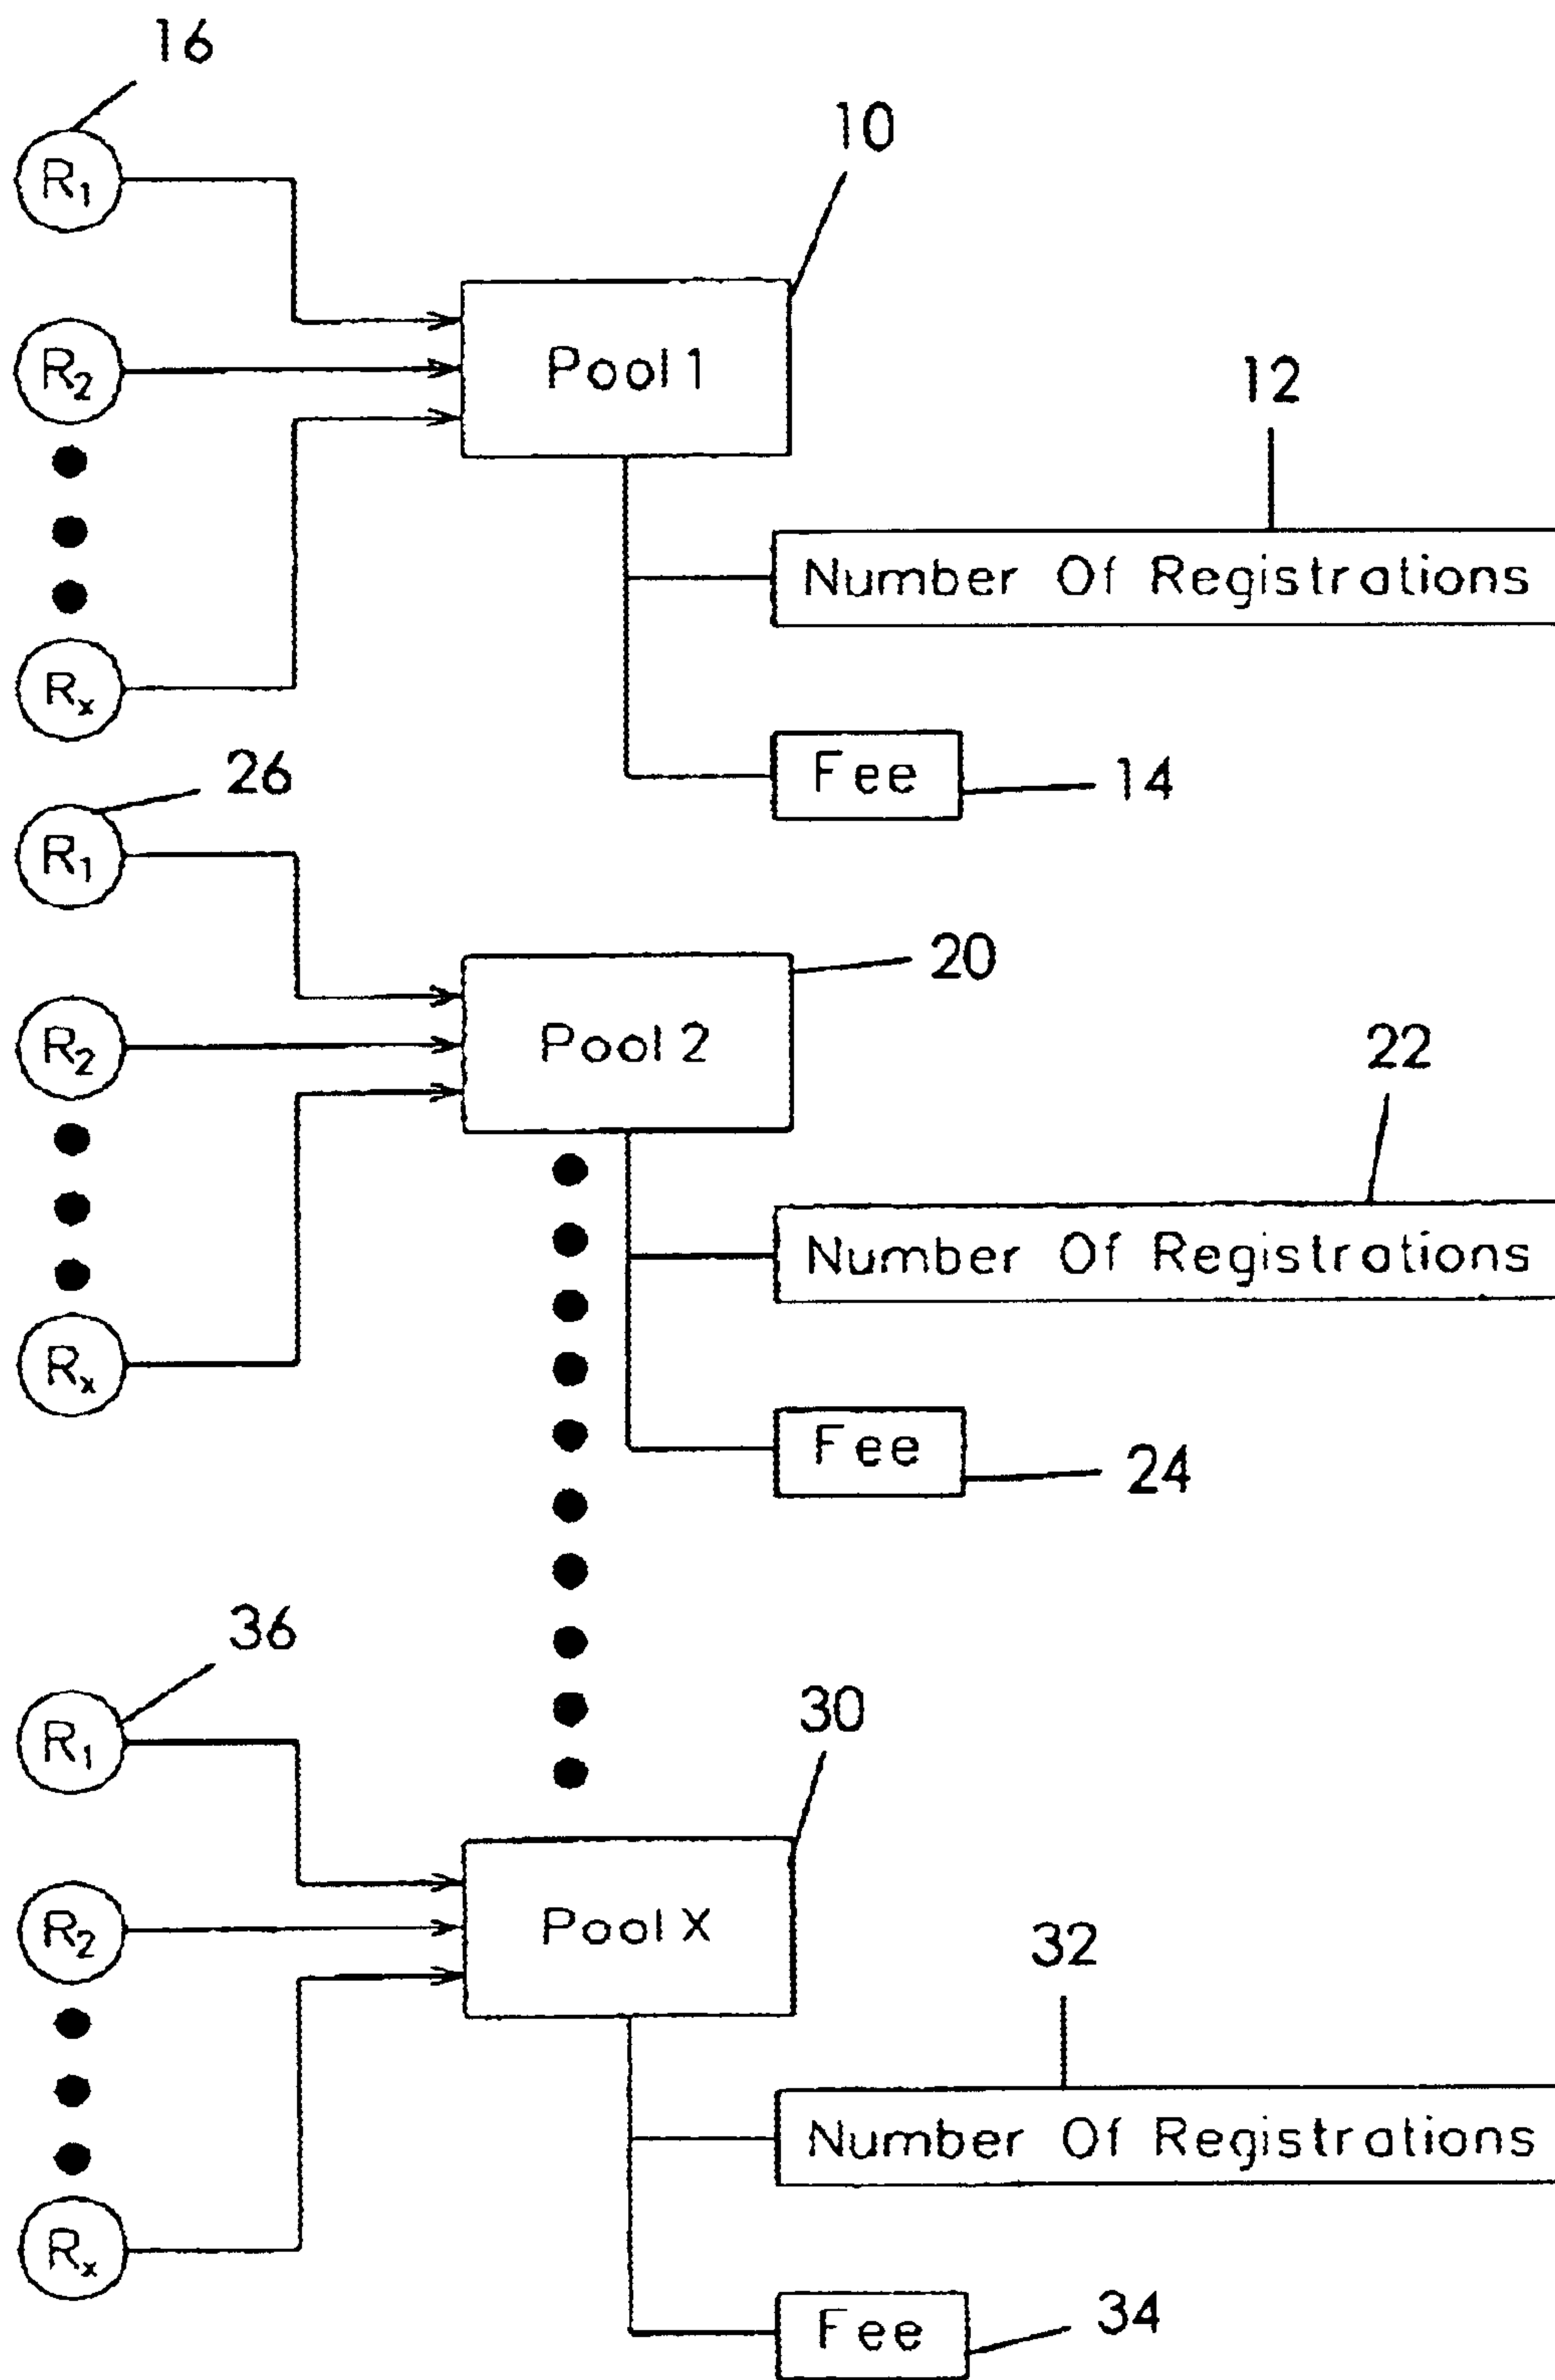 16
10
R1
Pool 1
R2
12
Number Of Registrations
Rx
Fee
14
26
R1
20
Pool 2
R2
22
Number Of Registrations
Rx
Fee
24
36
R1
30
Pool X
R2
32
Number Of Registrations
Rx
Fee
34